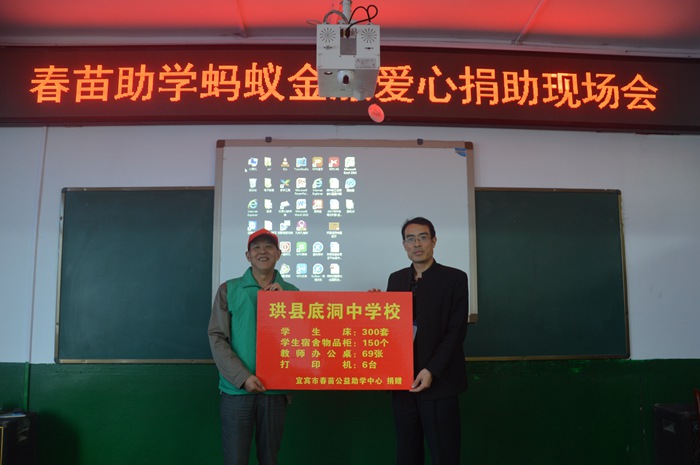 春苗助学蚂蚁金服爱心捐助现场会
珙县底洞中学校
学生床：300套
学生宿舍物品柜：150个
教师办公桌：69张
打印机：6台
宜宾市春苗公益助学中心 捐赠